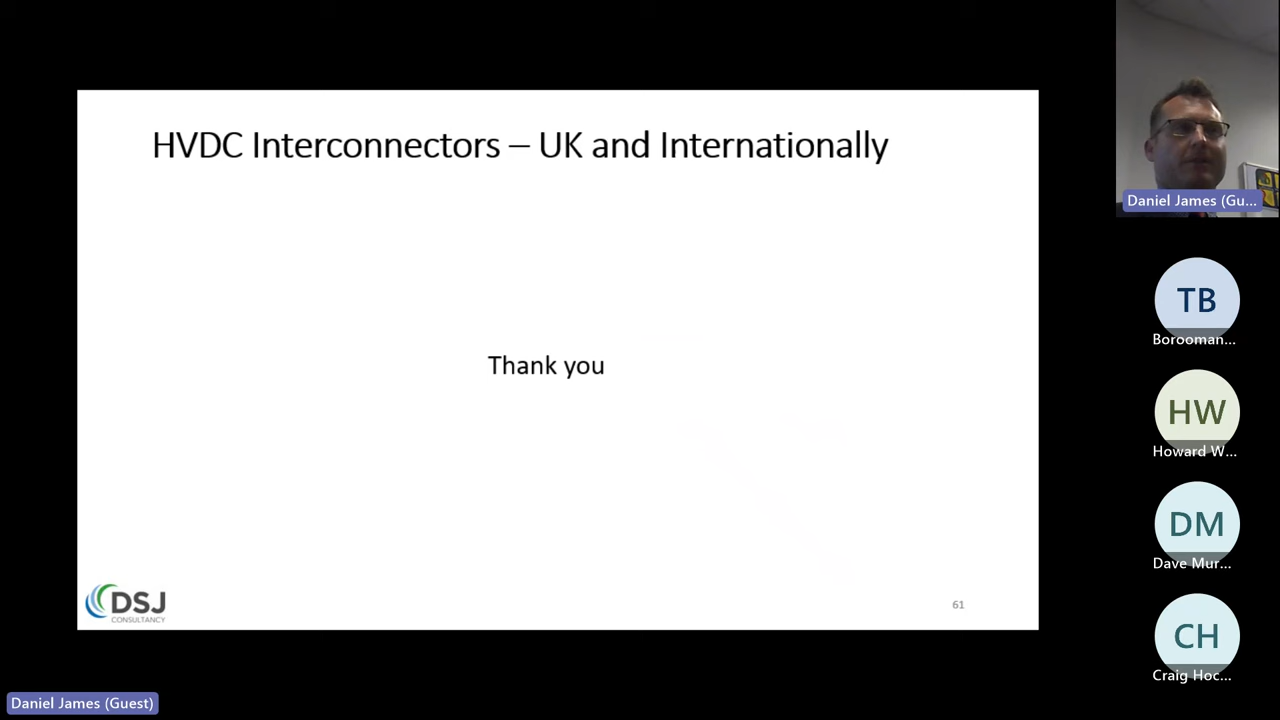 HVDC Interconnectors – UK and Internationally
Thank you
DSJ
CONSULTANCY
61
Daniel James (Gu...
TB
Borooman...
HW
Howard W...
DM
Dave Mur...
CH
Craig Hoc...
Daniel James (Guest)